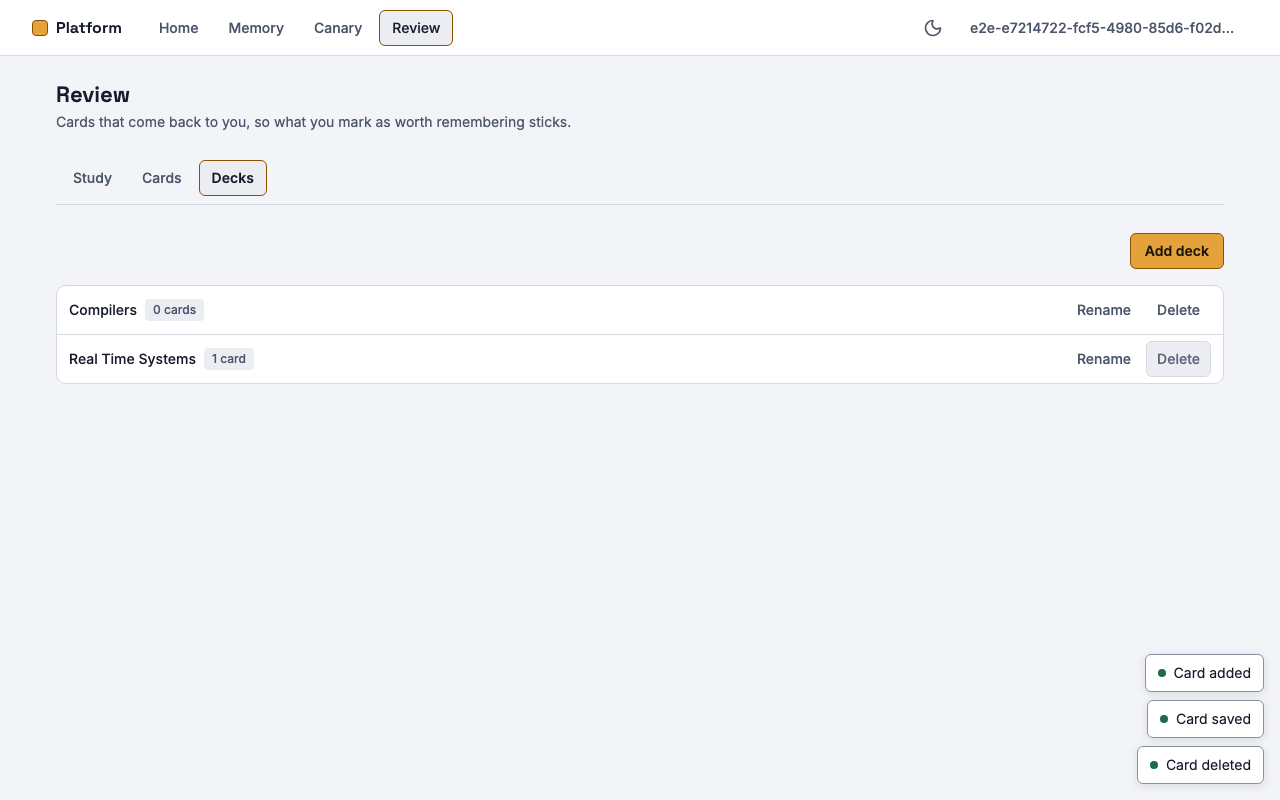 Platform Home Memory Canary Review e2e-e7214722-fcf5-4980-85d6-f02d...
Review
Cards that come back to you, so what you mark as worth remembering sticks.
Study Cards Decks
Add deck
Compilers 0 cards Rename Delete
Real Time Systems 1 card Rename Delete
Card added
Card saved
Card deleted